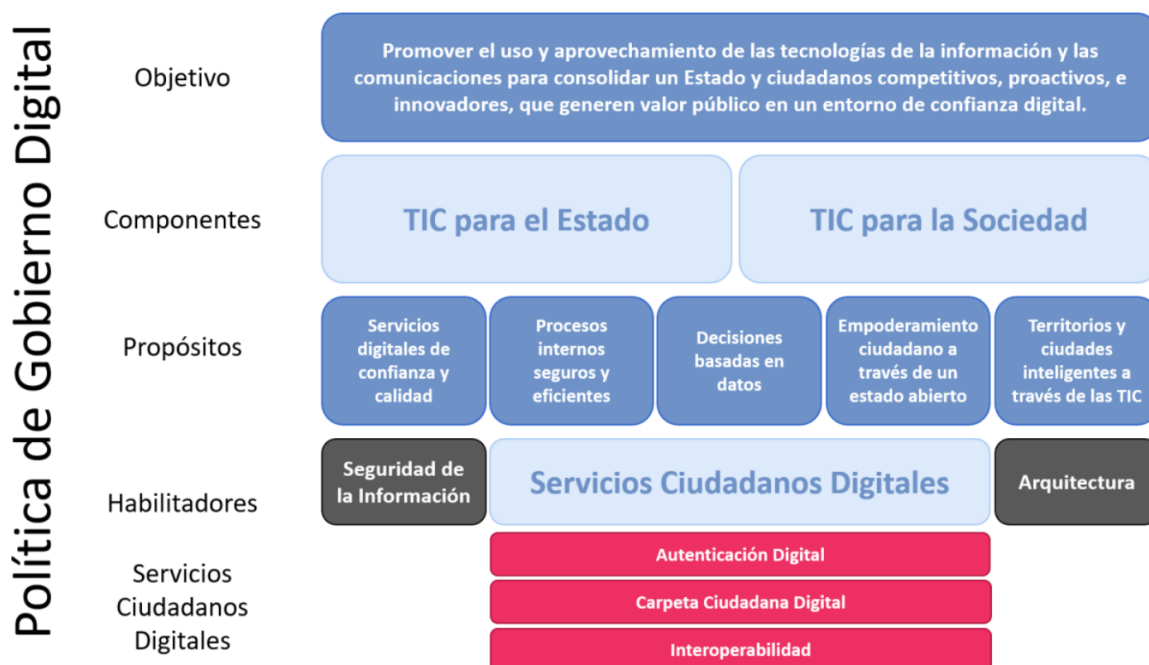 Política de Gobierno Digital
Objetivo
Promover el uso y aprovechamiento de las tecnologías de la información y las
comunicaciones para consolidar un Estado y ciudadanos competitivos, proactivos, e
innovadores, que generen valor público en un entorno de confianza digital.
Componentes
TIC para el Estado
TIC para la Sociedad
Propósitos
Servicios
digitales de
confianza y
calidad
Procesos
internos
seguros y
eficientes
Decisiones
basadas en
datos
Empoderamiento
ciudadano a
través de un
estado abierto
Territorios y
ciudades
inteligentes a
través de las TIC
Habilitadores
Seguridad de
la Información
Servicios Ciudadanos Digitales
Arquitectura
Servicios
Ciudadanos
Digitales
Autenticación Digital
Carpeta Ciudadana Digital
Interoperabilidad